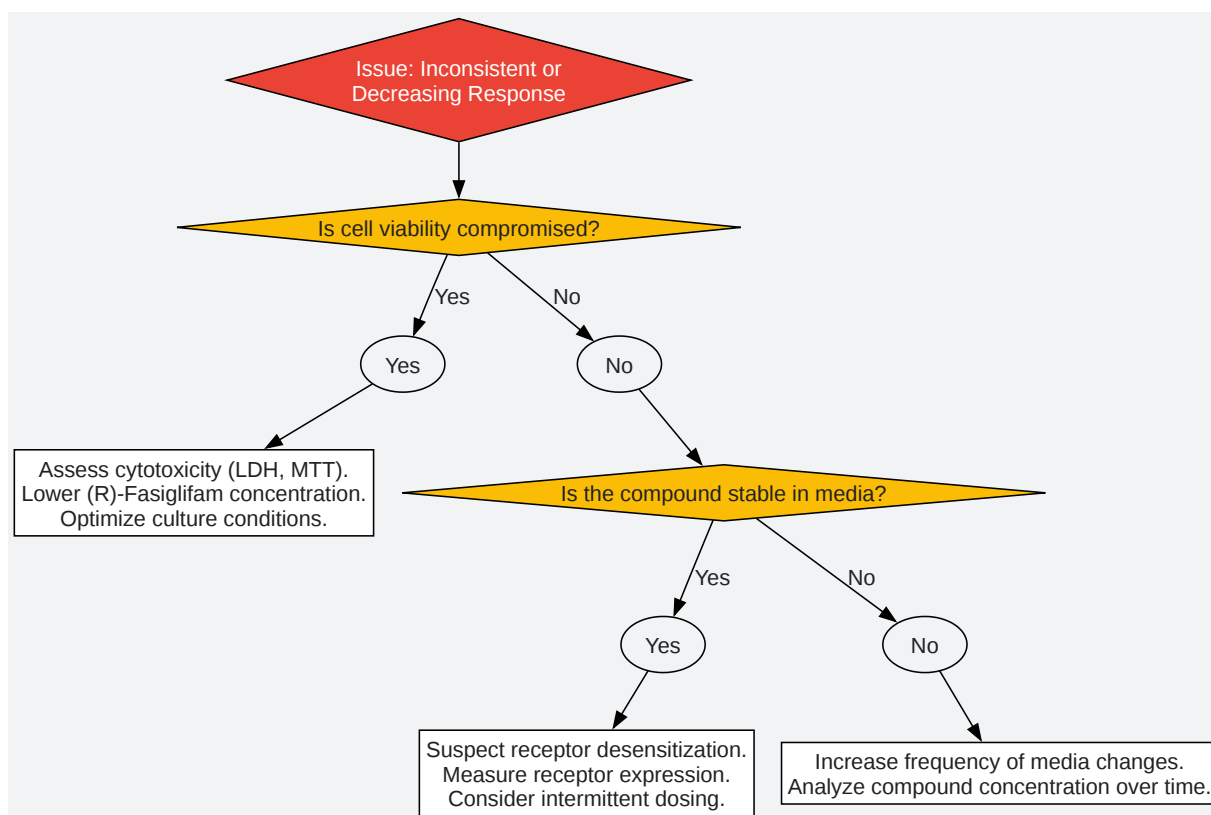 Issue: Inconsistent or
Decreasing Response
Is cell viability compromised?
Yes
No
Yes
No
Assess cytotoxicity (LDH, MTT).
Lower (R)-Fasiglifam concentration.
Optimize culture conditions.
Is the compound stable in media?
Yes
No
Yes
No
Suspect receptor desensitization.
Measure receptor expression.
Consider intermittent dosing.
Increase frequency of media changes.
Analyze compound concentration over time.